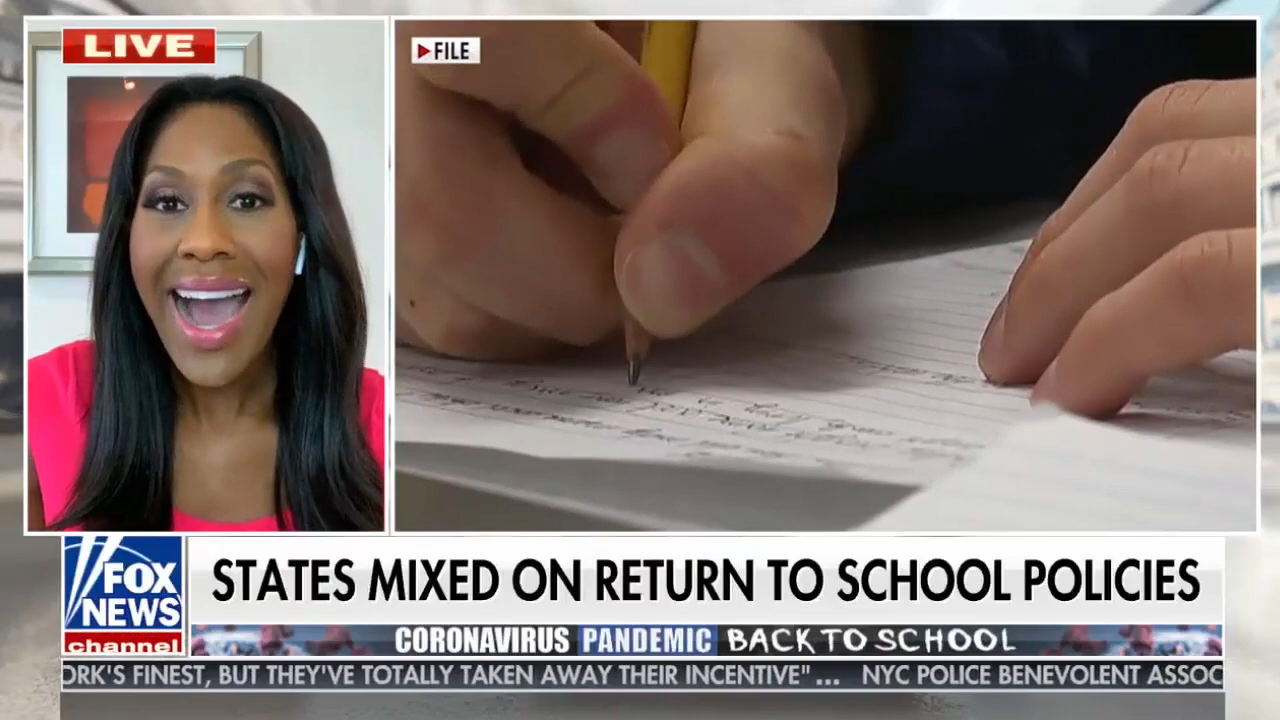 LIVE
FILE
FOX
NEWS
channel
STATES MIXED ON RETURN TO SCHOOL POLICIES
CORONAVIRUS PANDEMIC BACK TO SCHOOL
ORK'S FINEST, BUT THEY'VE TOTALLY TAKEN AWAY THEIR INCENTIVE" ... NYC POLICE BENEVOLENT ASSOC